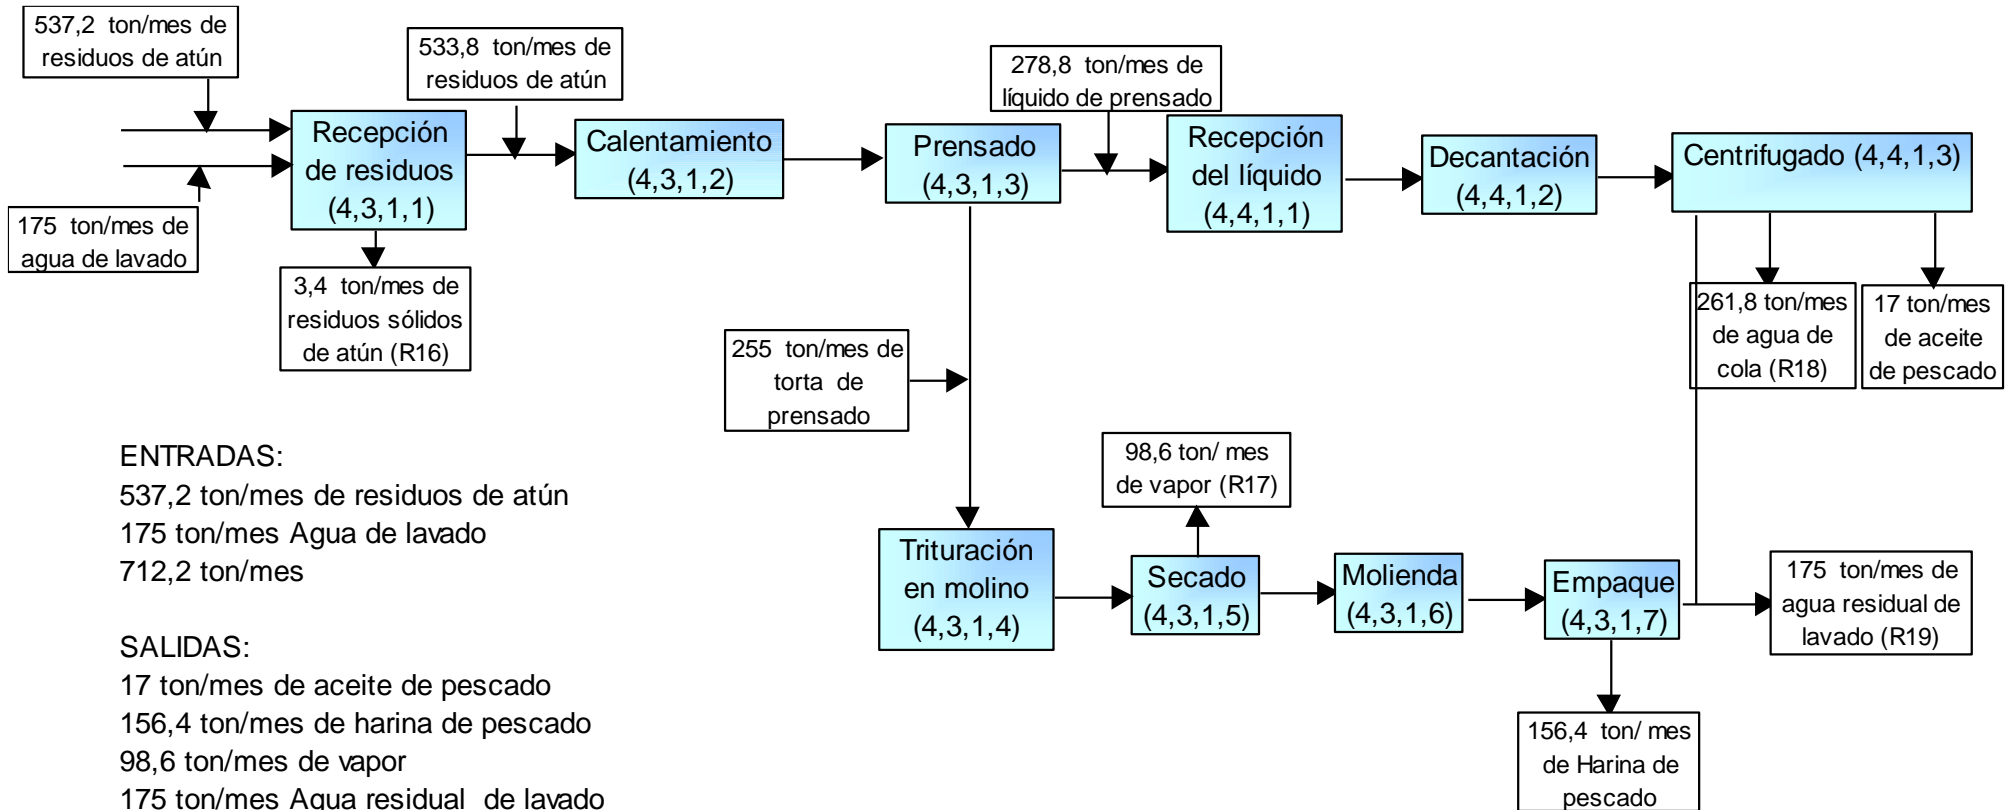 537,2 ton/mes de
residuos de atún
533,8 ton/mes de
residuos de atún
278,8 ton/mes de
líquido de prensado
Recepción
de residuos
(4,3,1,1)
Calentamiento
(4,3,1,2)
Prensado
(4,3,1,3)
Recepción
del líquido
(4,4,1,1)
Decantación
(4,4,1,2)
Centrifugado (4,4,1,3)
175 ton/mes de
agua de lavado
3,4 ton/mes de
residuos sólidos
de atún (R16)
261,8 ton/mes
de agua de
cola (R18)
17 ton/mes
de aceite
de pescado
255 ton/mes de
torta de
prensado
98,6 ton/ mes
de vapor (R17)
Trituración
en molino
(4,3,1,4)
Secado
(4,3,1,5)
Molienda
(4,3,1,6)
Empaque
(4,3,1,7)
175 ton/mes de
agua residual de
lavado (R19)
156,4 ton/ mes
de Harina de
pescado
ENTRADAS:
537,2 ton/mes de residuos de atún
175 ton/mes Agua de lavado
712,2 ton/mes
SALIDAS:
17 ton/mes de aceite de pescado
156,4 ton/mes de harina de pescado
98,6 ton/mes de vapor
175 ton/mes Agua residual de lavado